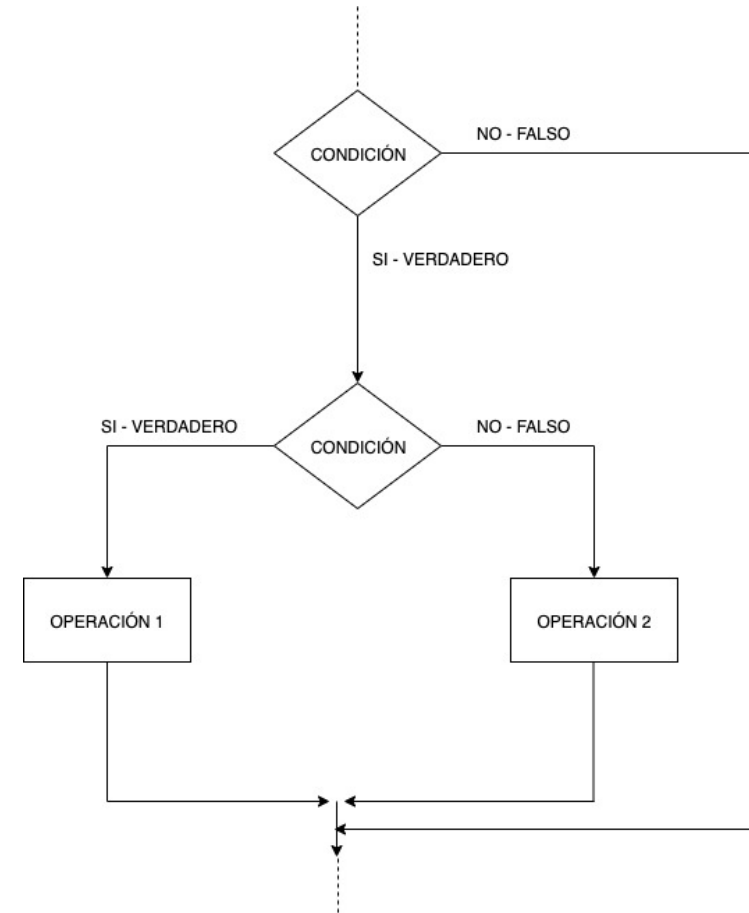 CONDICIÓN
NO - FALSO
SI - VERDADERO
SI - VERDADERO
CONDICIÓN
NO - FALSO
OPERACIÓN 1
OPERACIÓN 2